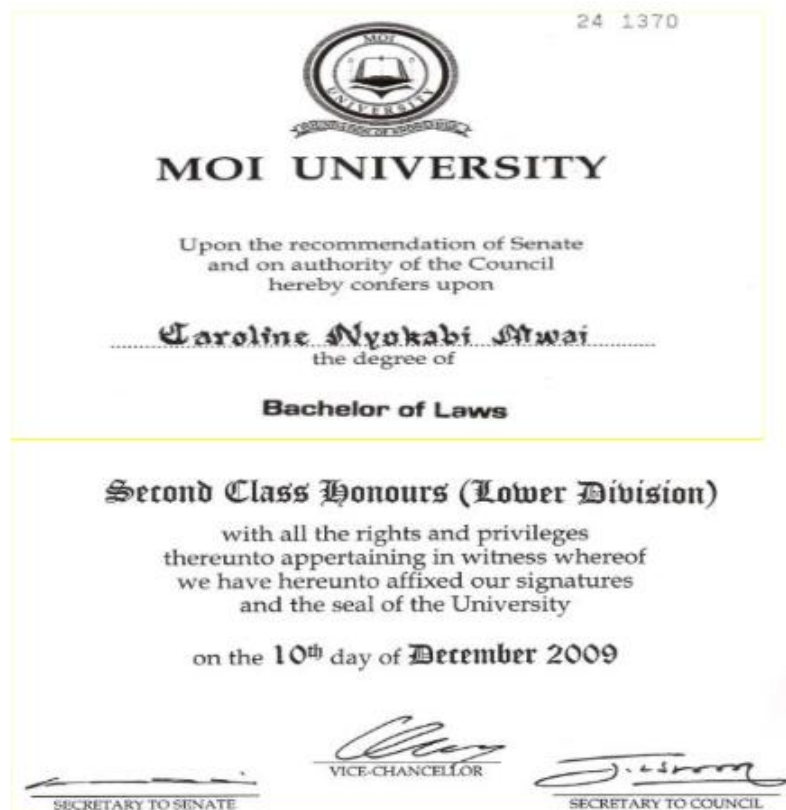 24 1370
MOI
UNIVERSITY
FOUNDATION OF KNOWLEDGE
MOI UNIVERSITY
Upon the recommendation of Senate
and on authority of the Council
hereby confers upon
Caroline Nyokabi Mwai
the degree of
Bachelor of Laws
Second Class Honours (Lower Division)
with all the rights and privileges
thereunto appertaining in witness whereof
we have hereunto affixed our signatures
and the seal of the University
on the 10th day of December 2009
VICE-CHANCELLOR
SECRETARY TO SENATE
SECRETARY TO COUNCIL